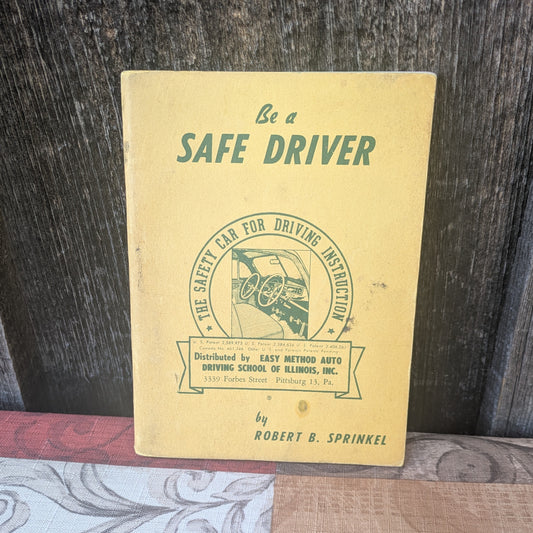 Be a
SAFE DRIVER
THE SAFETY CAR FOR DRIVING INSTRUCTION
Distributed by EASY METHOD AUTO
DRIVING SCHOOL OF ILLINOIS, INC.
3339 Forbes Street Pittsburg 13, Pa.
by
ROBERT B. SPRINKEL